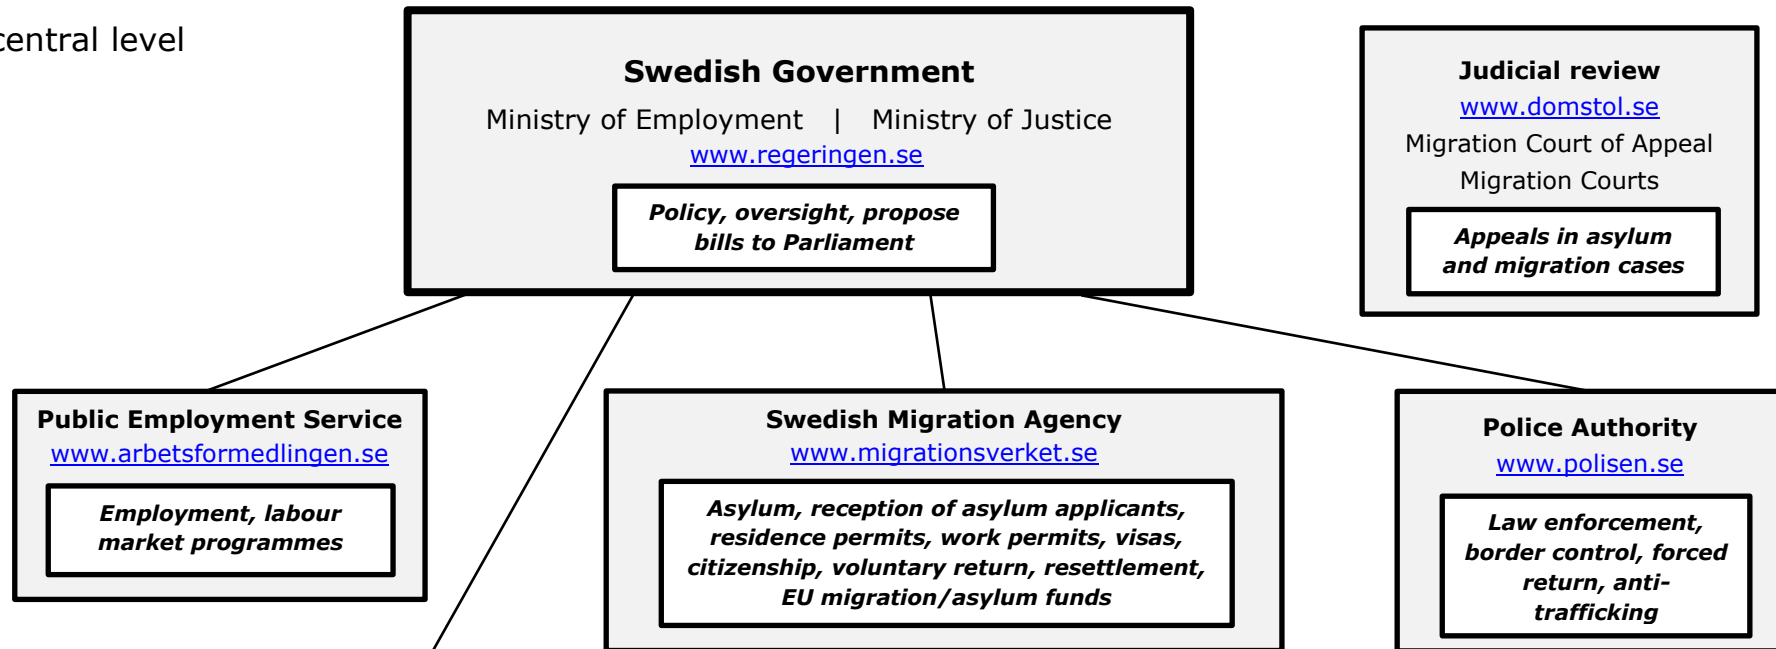 central level
Swedish Government
Ministry of Employment | Ministry of Justice
www.regeringen.se
Policy, oversight, propose
bills to Parliament
Judicial review
www.domstol.se
Migration Court of Appeal
Migration Courts
Appeals in asylum
and migration cases
Public Employment Service
www.arbetsformedlingen.se
Employment, labour
market programmes
Swedish Migration Agency
www.migrationsverket.se
Asylum, reception of asylum applicants,
residence permits, work permits, visas,
citizenship, voluntary return, resettlement,
EU migration/asylum funds
Police Authority
www.polisen.se
Law enforcement,
border control, forced
return, anti-
trafficking